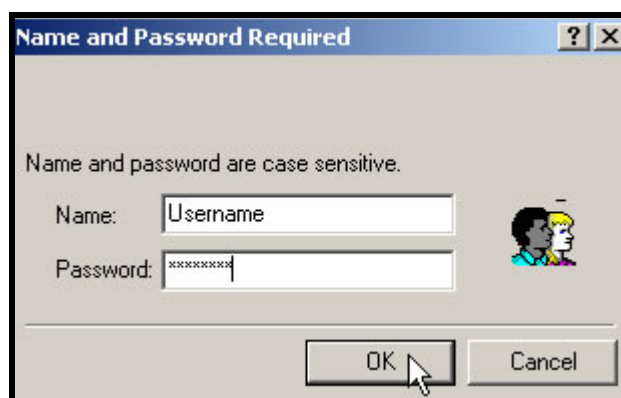 Name and Password Required ? X
Name and password are case sensitive.
Name: Username
Password: ********
OK Cancel